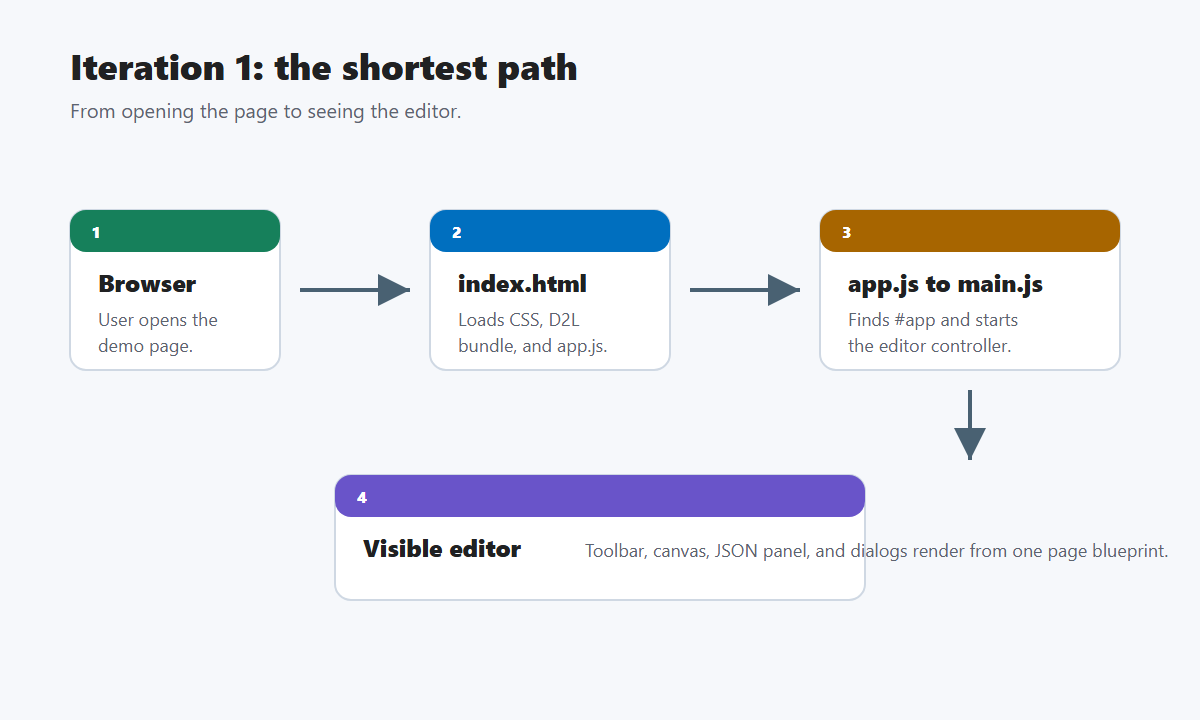 Iteration 1: the shortest path
From opening the page to seeing the editor.
1
Browser
User opens the
demo page.
2
index.html
Loads CSS, D2L
bundle, and app.js.
3
app.js to main.js
Finds #app and starts
the editor controller.
4
Visible editor
Toolbar, canvas, JSON panel, and dialogs render from one page blueprint.